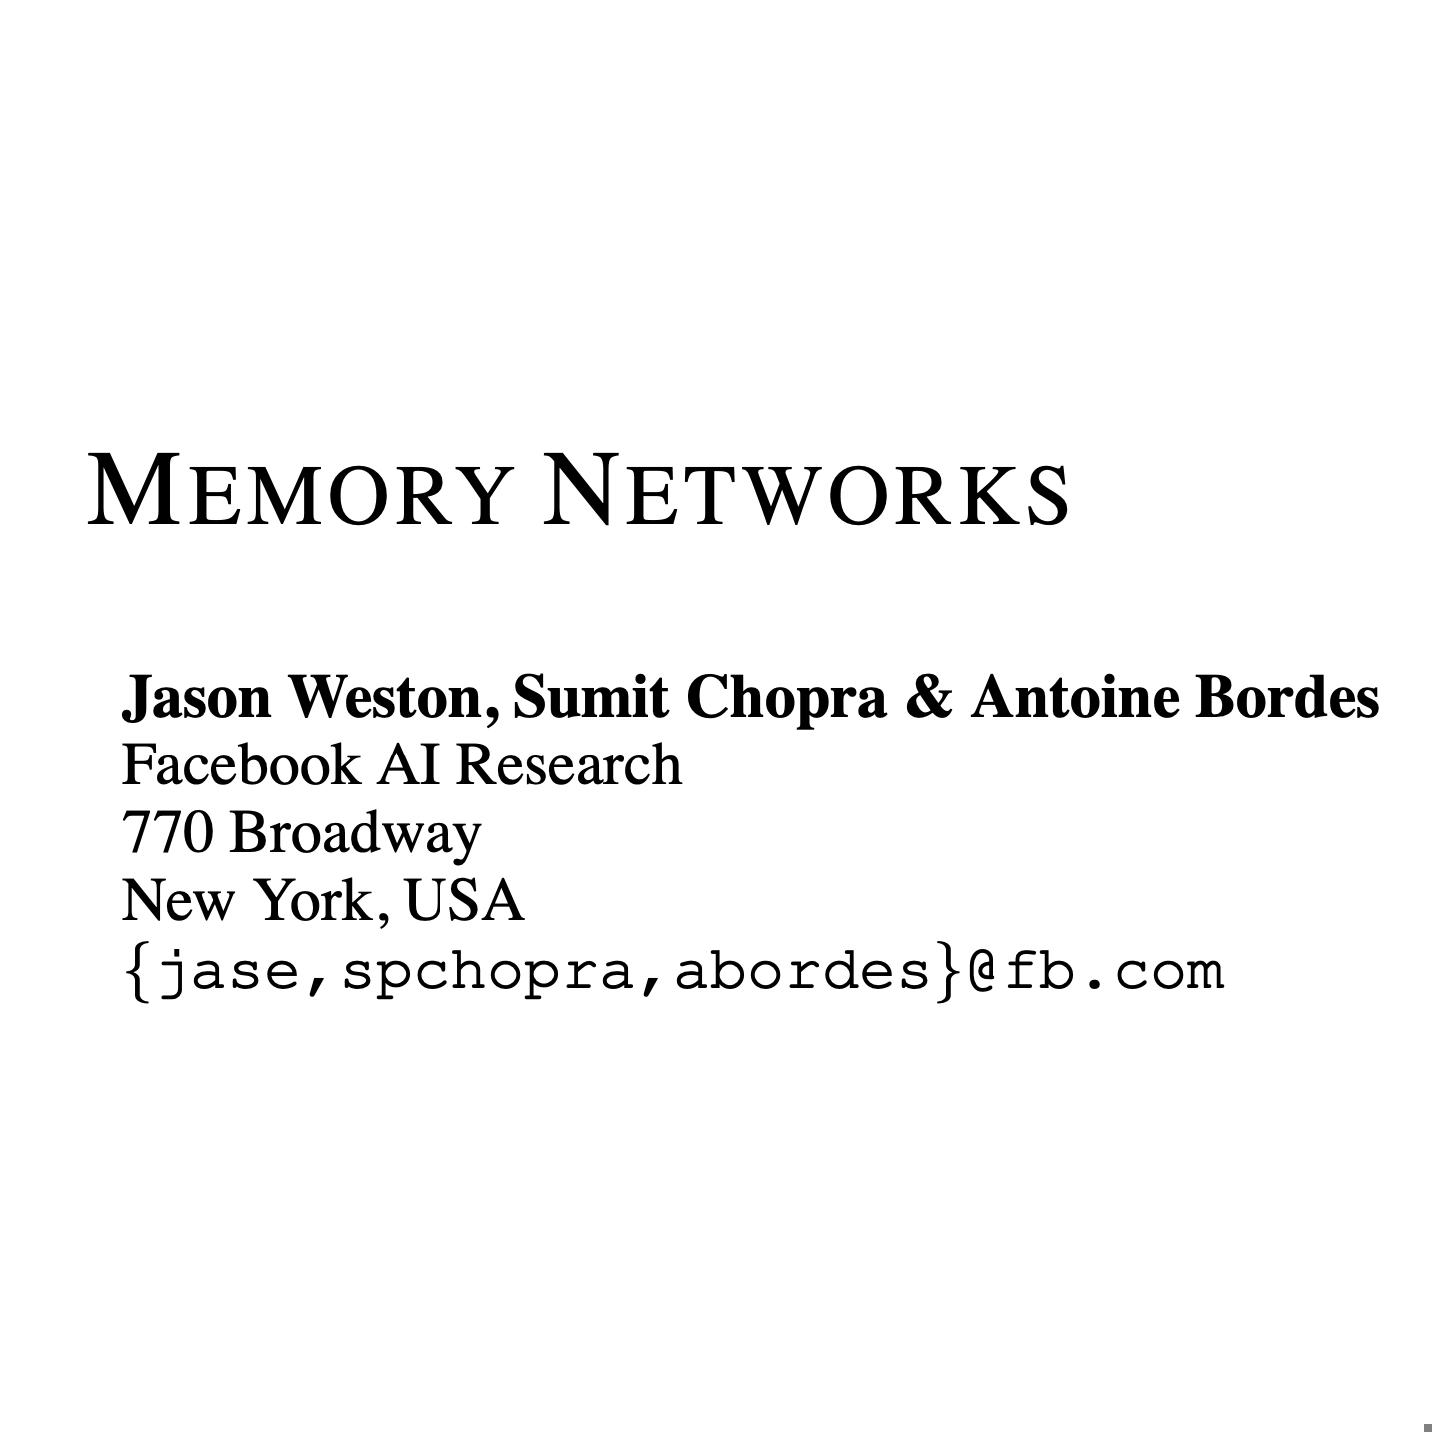 MEMORY NETWORKS
Jason Weston, Sumit Chopra & Antoine Bordes
Facebook AI Research
770 Broadway
New York, USA
{jase,spchopra,abordes}@fb.com